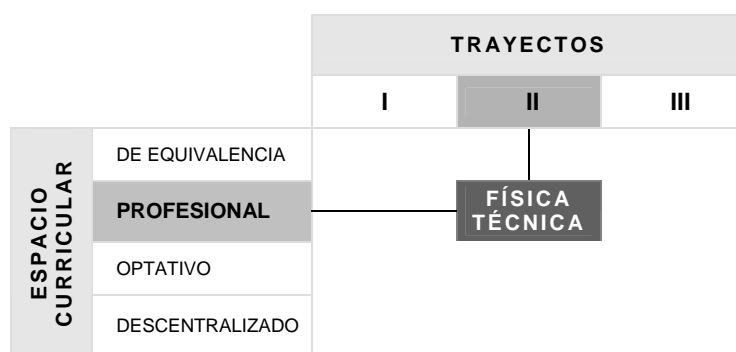 TRAYECTOS
I II III
ESPACIO
CURRICULAR
DE EQUIVALENCIA
PROFESIONAL
FÍSICA
TÉCNICA
OPTATIVO
DESCENTRALIZADO